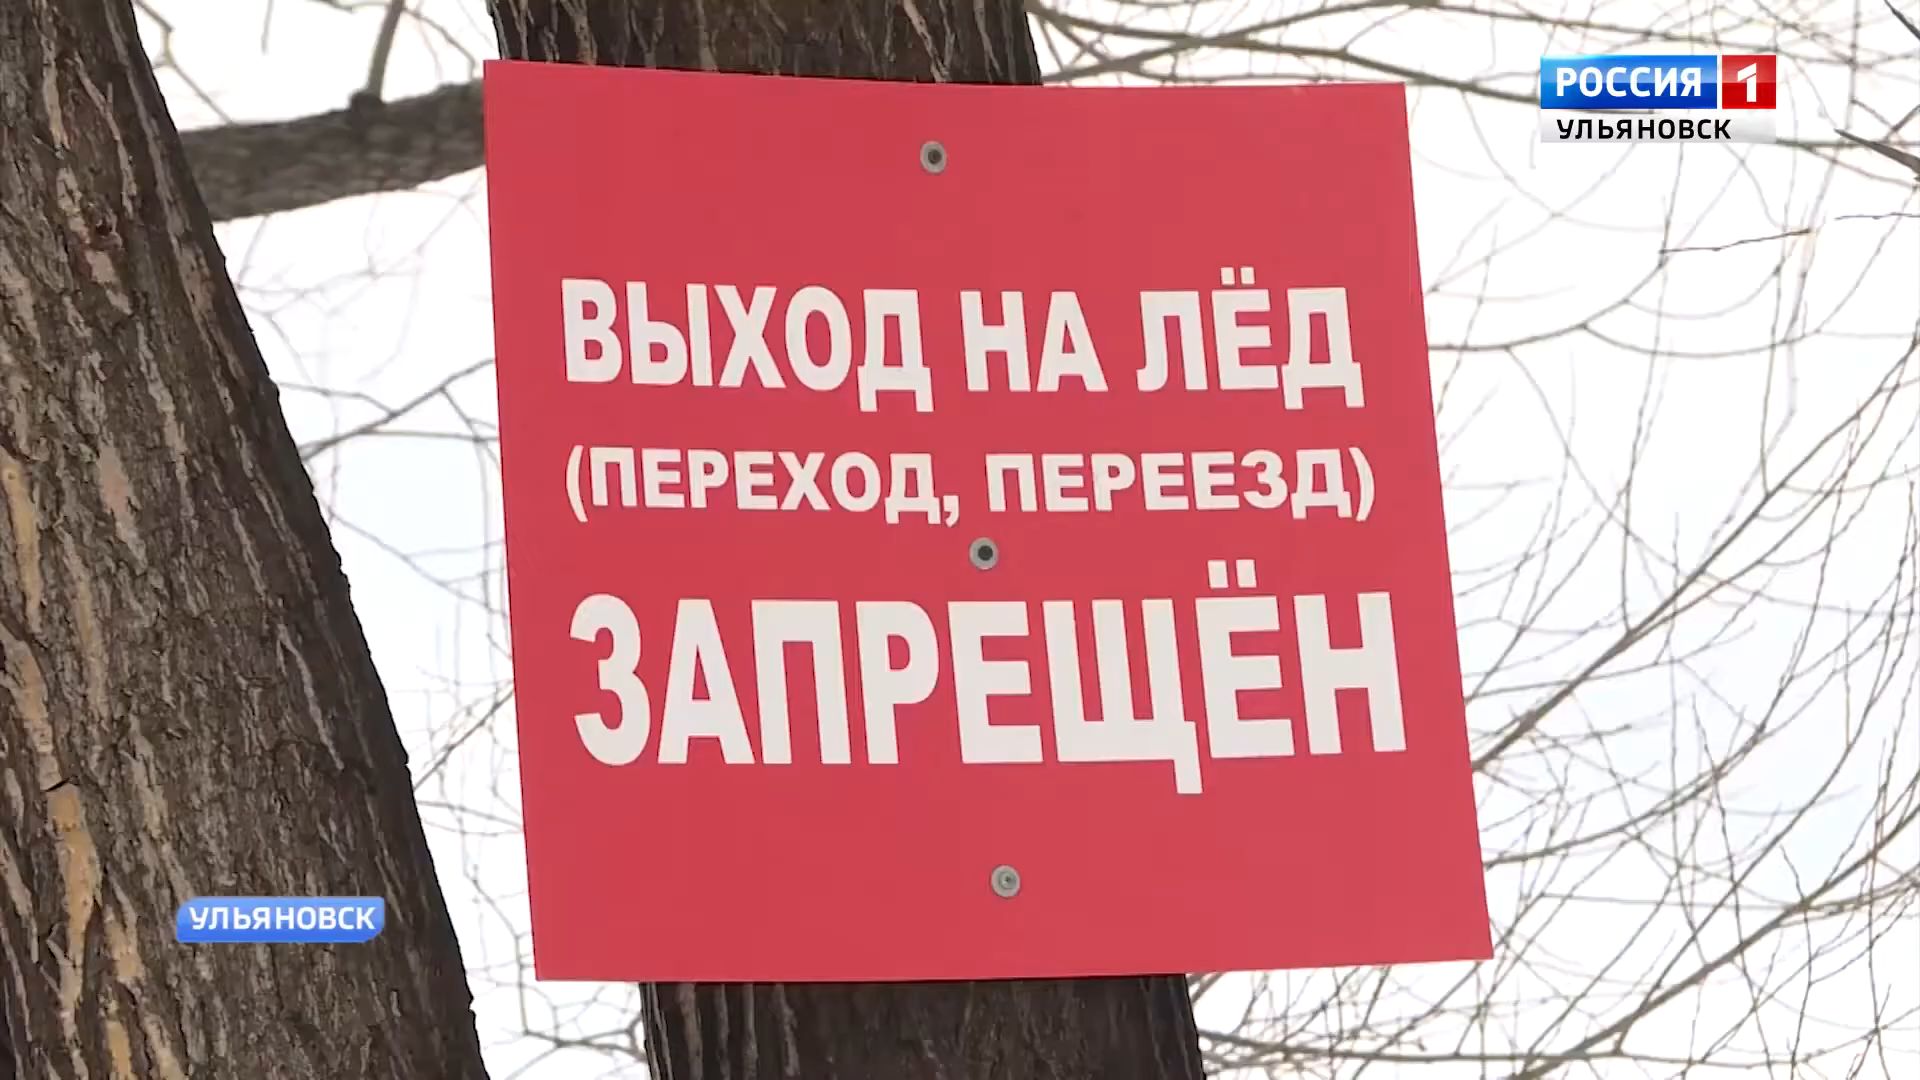 РОССИЯ 1
УЛЬЯНОВСК
ВЫХОД НА ЛЁД
(ПЕРЕХОД, ПЕРЕЕЗД)
ЗАПРЕЩЁН
УЛЬЯНОВСК